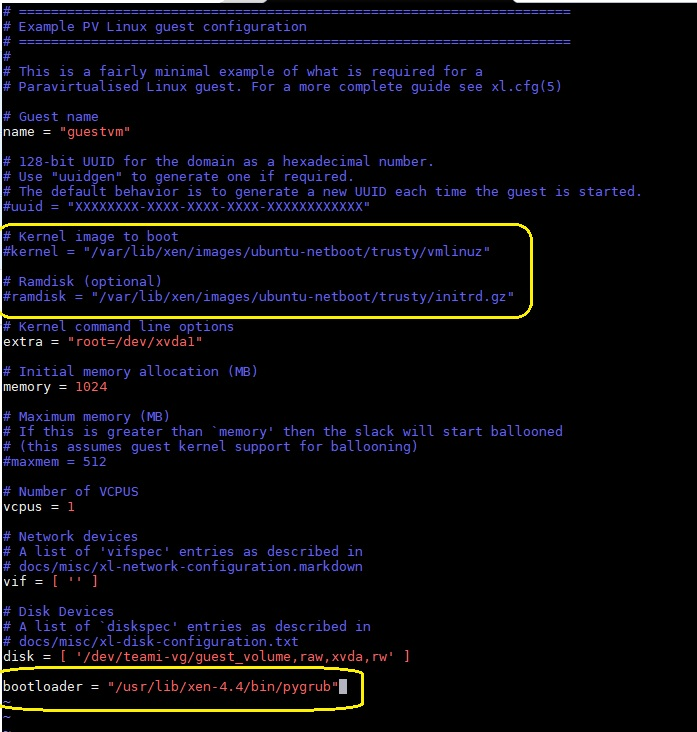 # ====================================================================
# Example PV Linux guest configuration
# ====================================================================
#
# This is a fairly minimal example of what is required for a
# Paravirtualised Linux guest. For a more complete guide see xl.cfg(5)
# Guest name
name = "guestvm"
# 128-bit UUID for the domain as a hexadecimal number.
# Use "uuidgen" to generate one if required.
# The default behavior is to generate a new UUID each time the guest is started.
#uuid = "XXXXXXXX-XXXX-XXXX-XXXX-XXXXXXXXXXXX"
# Kernel image to boot
#kernel = "/var/lib/xen/images/ubuntu-netboot/trusty/vmlinuz"
# Ramdisk (optional)
#ramdisk = "/var/lib/xen/images/ubuntu-netboot/trusty/initrd.gz"
# Kernel command line options
extra = "root=/dev/xvda1"
# Initial memory allocation (MB)
memory = 1024
# Maximum memory (MB)
# If this is greater than `memory' then the slack will start ballooned
# (this assumes guest kernel support for ballooning)
#maxmem = 512
# Number of VCPUS
vcpus = 1
# Network devices
# A list of 'vifspec' entries as described in
# docs/misc/xl-network-configuration.markdown
vif = [ '' ]
# Disk Devices
# A list of `diskspec' entries as described in
# docs/misc/xl-disk-configuration.txt
disk = [ '/dev/teami-vg/guest_volume,raw,xvda,rw' ]
bootloader = "/usr/lib/xen-4.4/bin/pygrub"
~
~
~